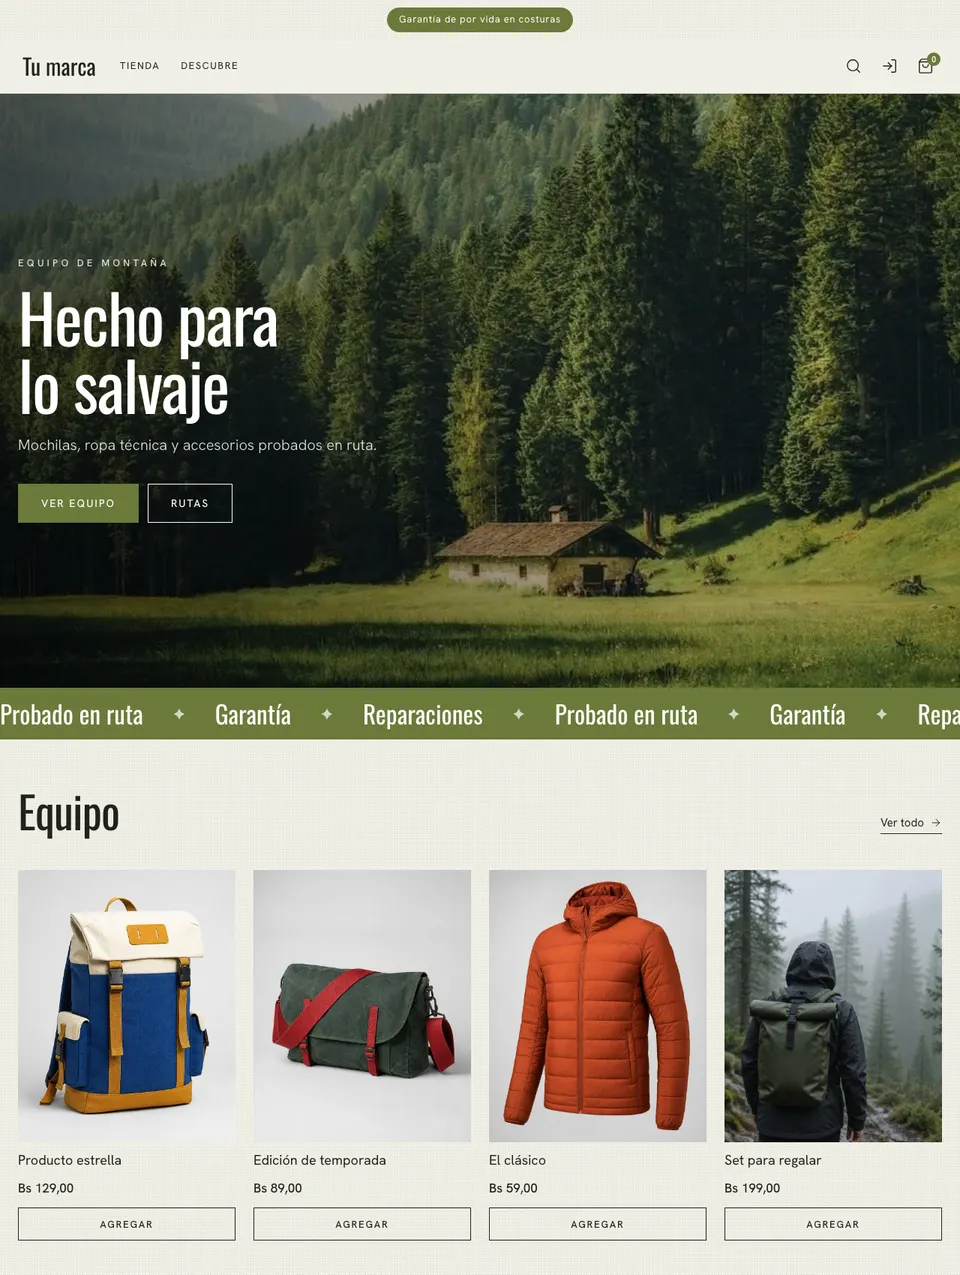 Garantía de por vida en costuras
Tu marca
TIENDA
DESCUBRE
0
EQUIPO DE MONTAÑA
Hecho para
lo salvaje
Mochilas, ropa técnica y accesorios probados en ruta.
VER EQUIPO
RUTAS
Probado en ruta ✦ Garantía ✦ Reparaciones ✦ Probado en ruta ✦ Garantía ✦ Repa
Equipo
Ver todo →
Producto estrella
Bs 129,00
AGREGAR
Edición de temporada
Bs 89,00
AGREGAR
El clásico
Bs 59,00
AGREGAR
Set para regalar
Bs 199,00
AGREGAR